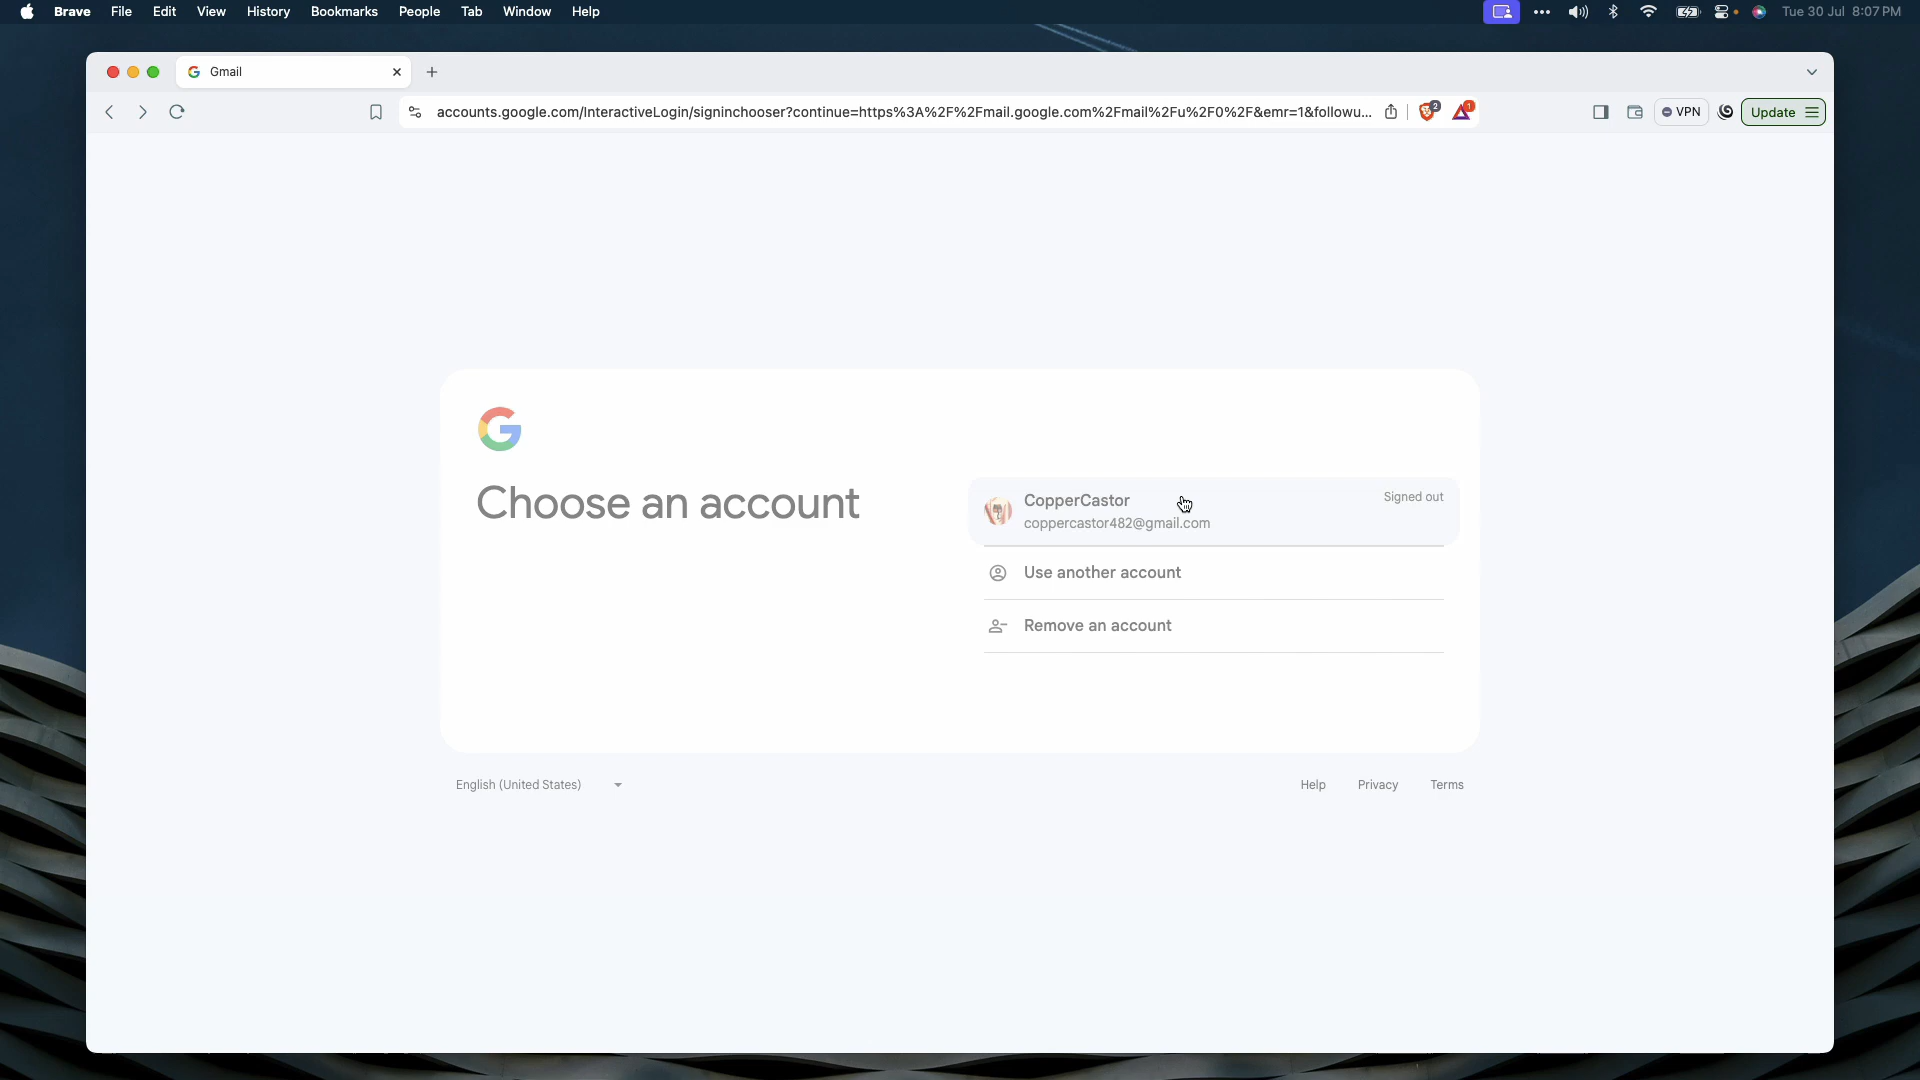 Brave File Edit View History Bookmarks People Tab Window Help Tue 30 Jul 8:07 PM
Gmail
accounts.google.com/InteractiveLogin/signinchooser?continue=https%3A%2F%2Fmail.google.com%2Fmail%2Fu%2F0%2F&emr=1&followu... 2 1 VPN Update
Choose an account
CopperCastor
Signed out
coppercastor482@gmail.com
Use another account
Remove an account
English (United States)
Help Privacy Terms